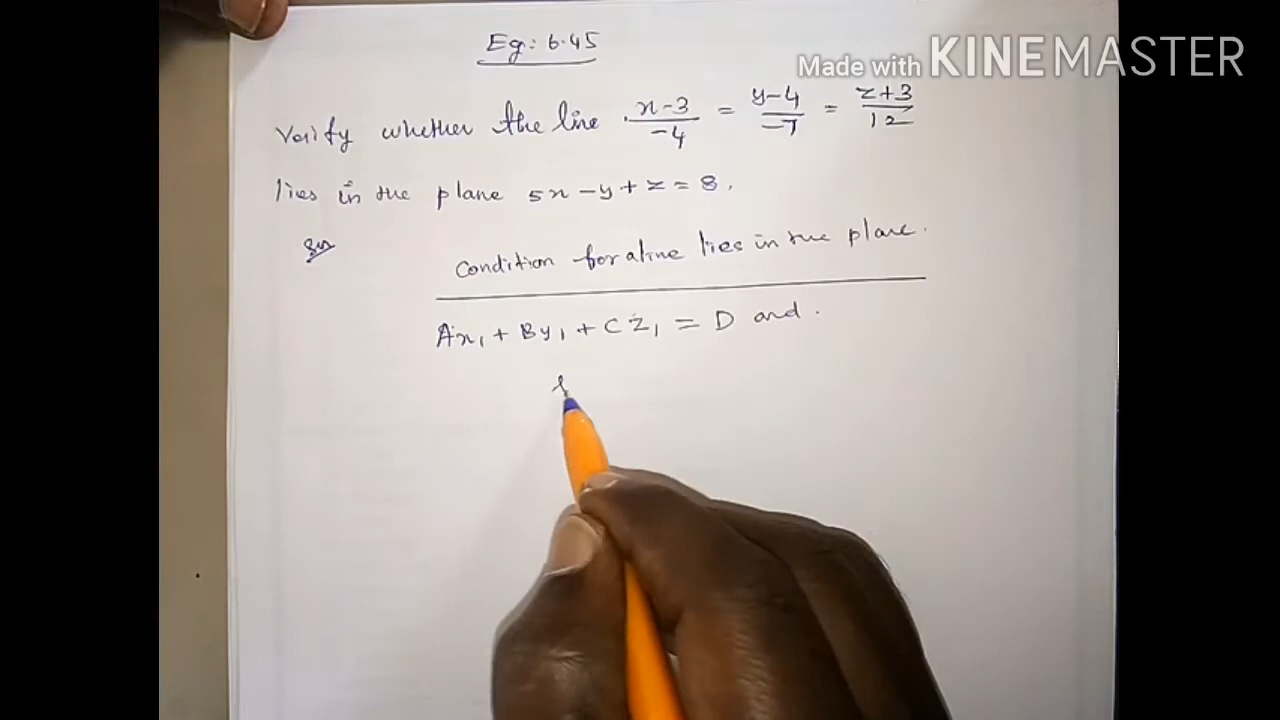 Made with KINEMASTER
Eg: 6.45
Verify whether the line x-3/-4 = y-4/-7 = z+3/12
lies in the plane 5x-y+z=8.
Condition for a line lies in the plane.
Ax₁ + By₁ + Cz₁ = D and